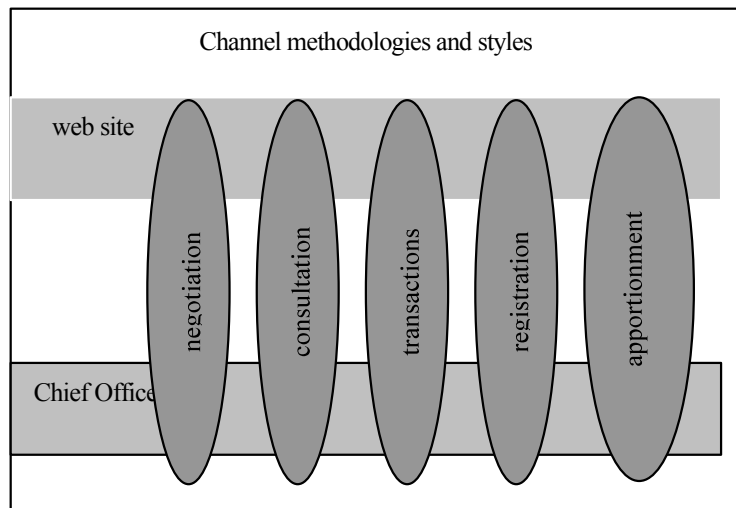 Channel methodologies and styles
web site
negotiation
consultation
transactions
registration
apportionment
Chief Office